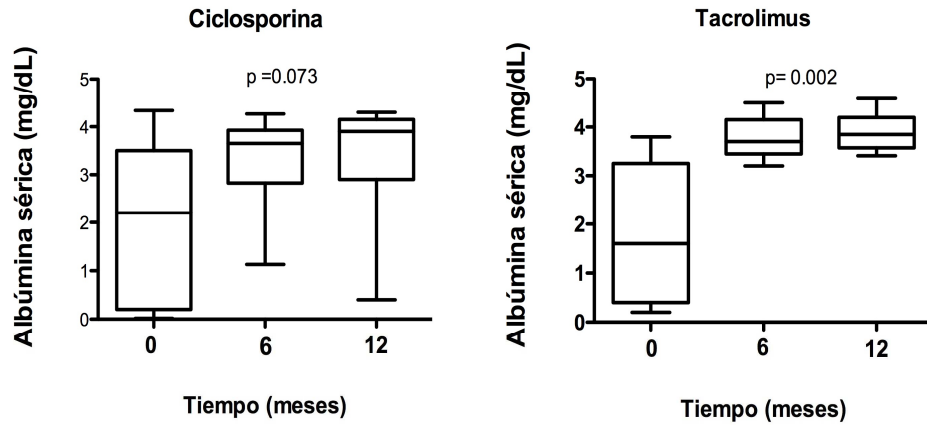 Ciclosporina
p =0.073
Albúmina sérica (mg/dL)
5
4
3
2
1
0
0 6 12
Tiempo (meses)
Tacrolimus
p= 0.002
Albúmina sérica (mg/dL)
5
4
3
2
1
0
0 6 12
Tiempo (meses)